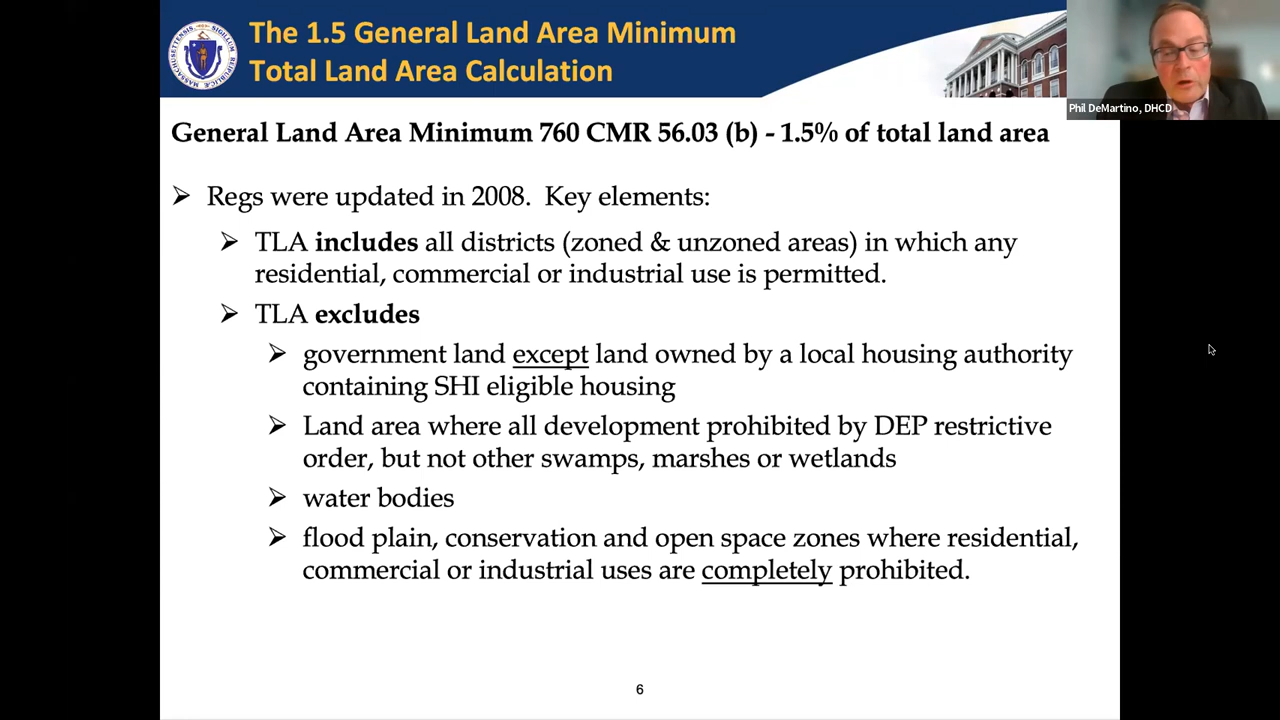 The 1.5 General Land Area Minimum
Total Land Area Calculation
Phil DeMartino, DHCD
General Land Area Minimum 760 CMR 56.03 (b) - 1.5% of total land area
Regs were updated in 2008. Key elements:
TLA includes all districts (zoned & unzoned areas) in which any
residential, commercial or industrial use is permitted.
TLA excludes
government land except land owned by a local housing authority
containing SHI eligible housing
Land area where all development prohibited by DEP restrictive
order, but not other swamps, marshes or wetlands
water bodies
flood plain, conservation and open space zones where residential,
commercial or industrial uses are completely prohibited.
6